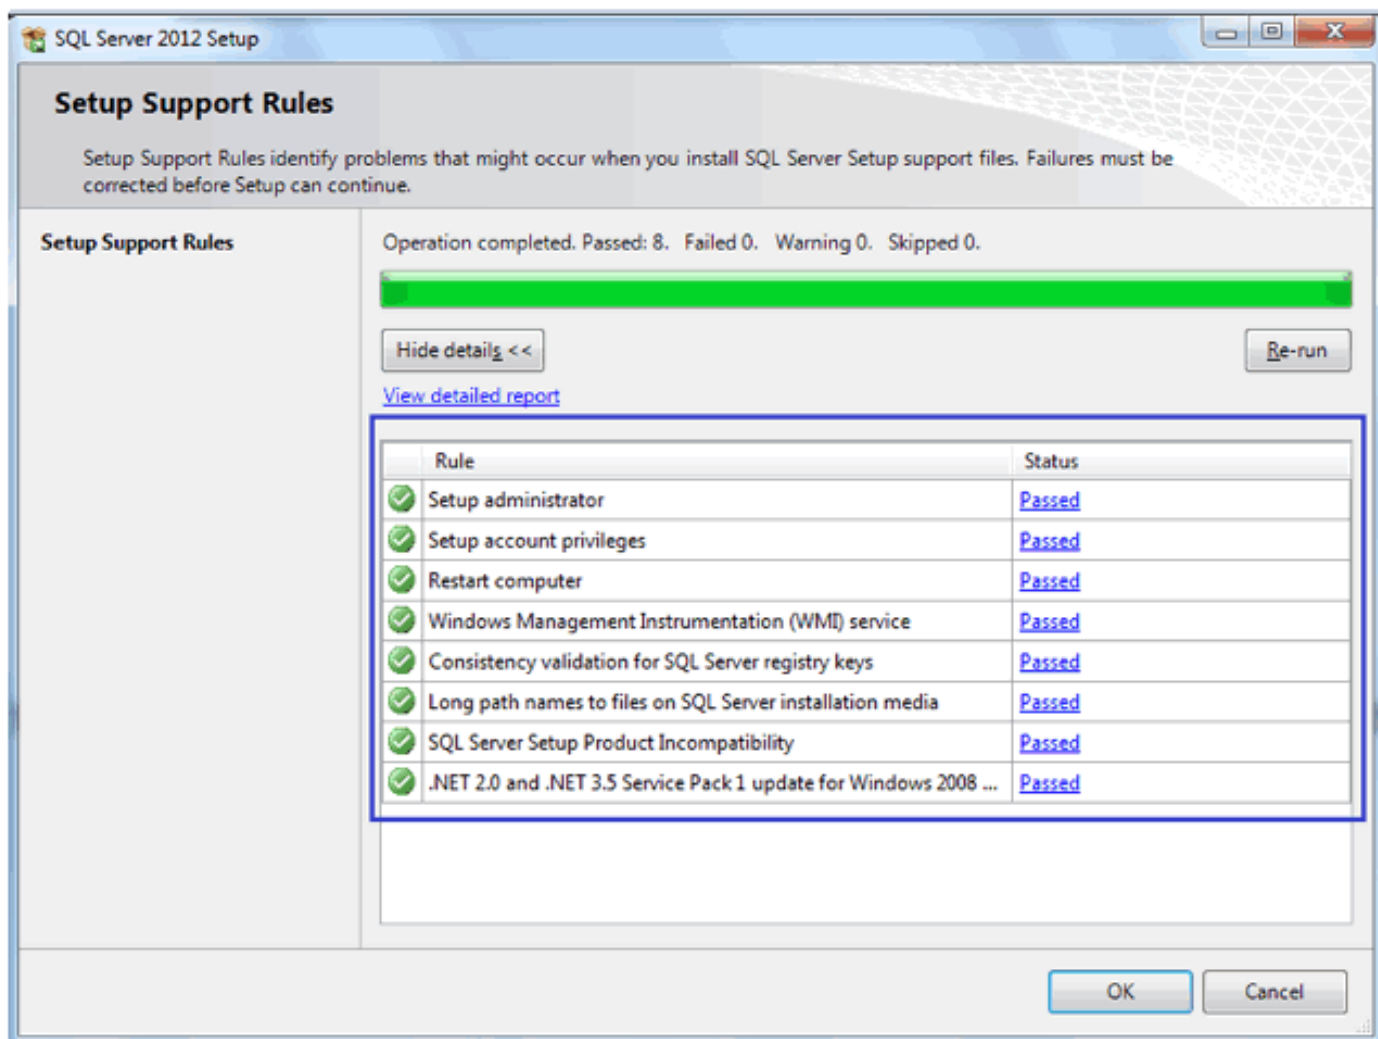 SQL Server 2012 Setup
Setup Support Rules
Setup Support Rules identify problems that might occur when you install SQL Server Setup support files. Failures must be
corrected before Setup can continue.
Setup Support Rules
Operation completed. Passed: 8.   Failed 0.   Warning 0.   Skipped 0.
Hide details <<
Re-run
View detailed report
Rule Status
Setup administrator Passed
Setup account privileges Passed
Restart computer Passed
Windows Management Instrumentation (WMI) service Passed
Consistency validation for SQL Server registry keys Passed
Long path names to files on SQL Server installation media Passed
SQL Server Setup Product Incompatibility Passed
.NET 2.0 and .NET 3.5 Service Pack 1 update for Windows 2008 ... Passed
OK Cancel